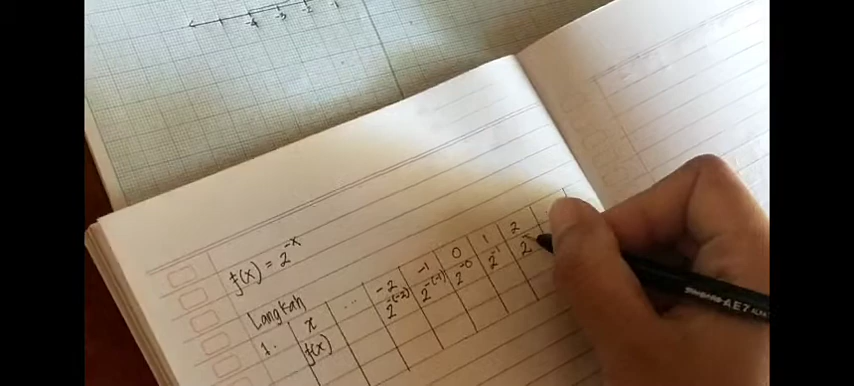 -4 -3 -2 -1
f(x) = 2^{-x}
Langkah
1. x ... -2 -1 0 1 2
f(x) 2^{-(-2)} 2^{-(-1)} 2^{-0} 2^{-1} 2^{-}
STANDARD AE7